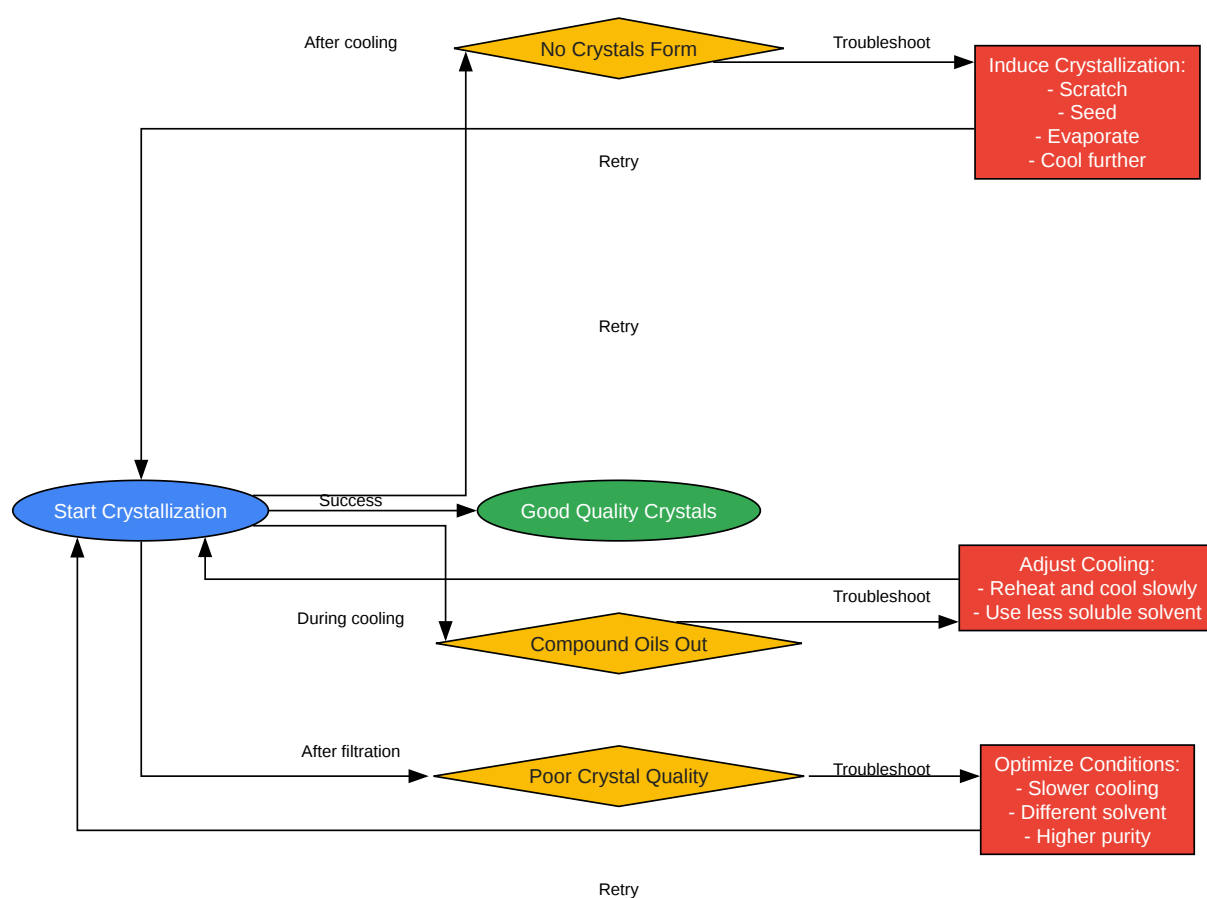 After cooling
No Crystals Form
Troubleshoot
Induce Crystallization:
- Scratch
- Seed
- Evaporate
- Cool further
Retry
Retry
Start Crystallization
Success
Good Quality Crystals
During cooling
Compound Oils Out
Troubleshoot
Adjust Cooling:
- Reheat and cool slowly
- Use less soluble solvent
After filtration
Poor Crystal Quality
Troubleshoot
Optimize Conditions:
- Slower cooling
- Different solvent
- Higher purity
Retry